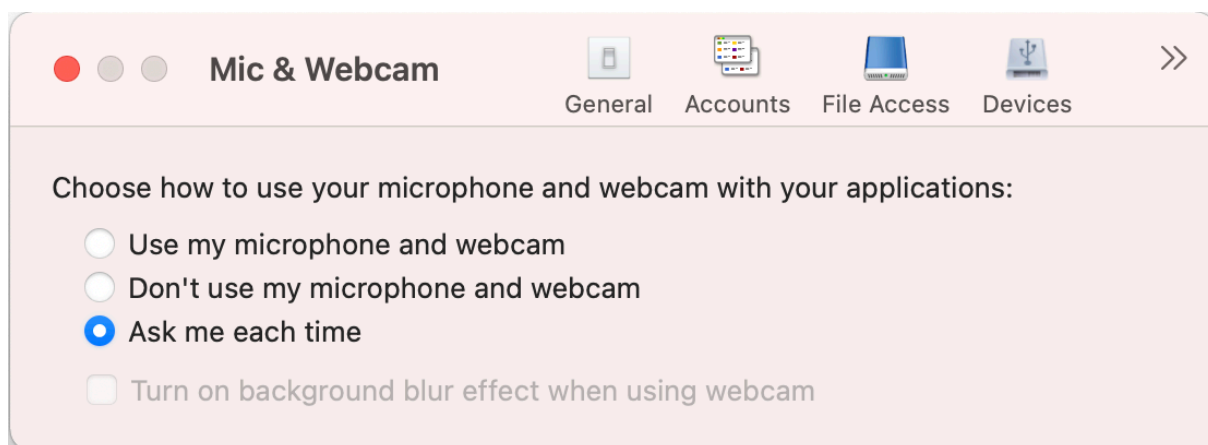 Mic & Webcam
General
Accounts
File Access
Devices
Choose how to use your microphone and webcam with your applications:
Use my microphone and webcam
Don't use my microphone and webcam
Ask me each time
Turn on background blur effect when using webcam